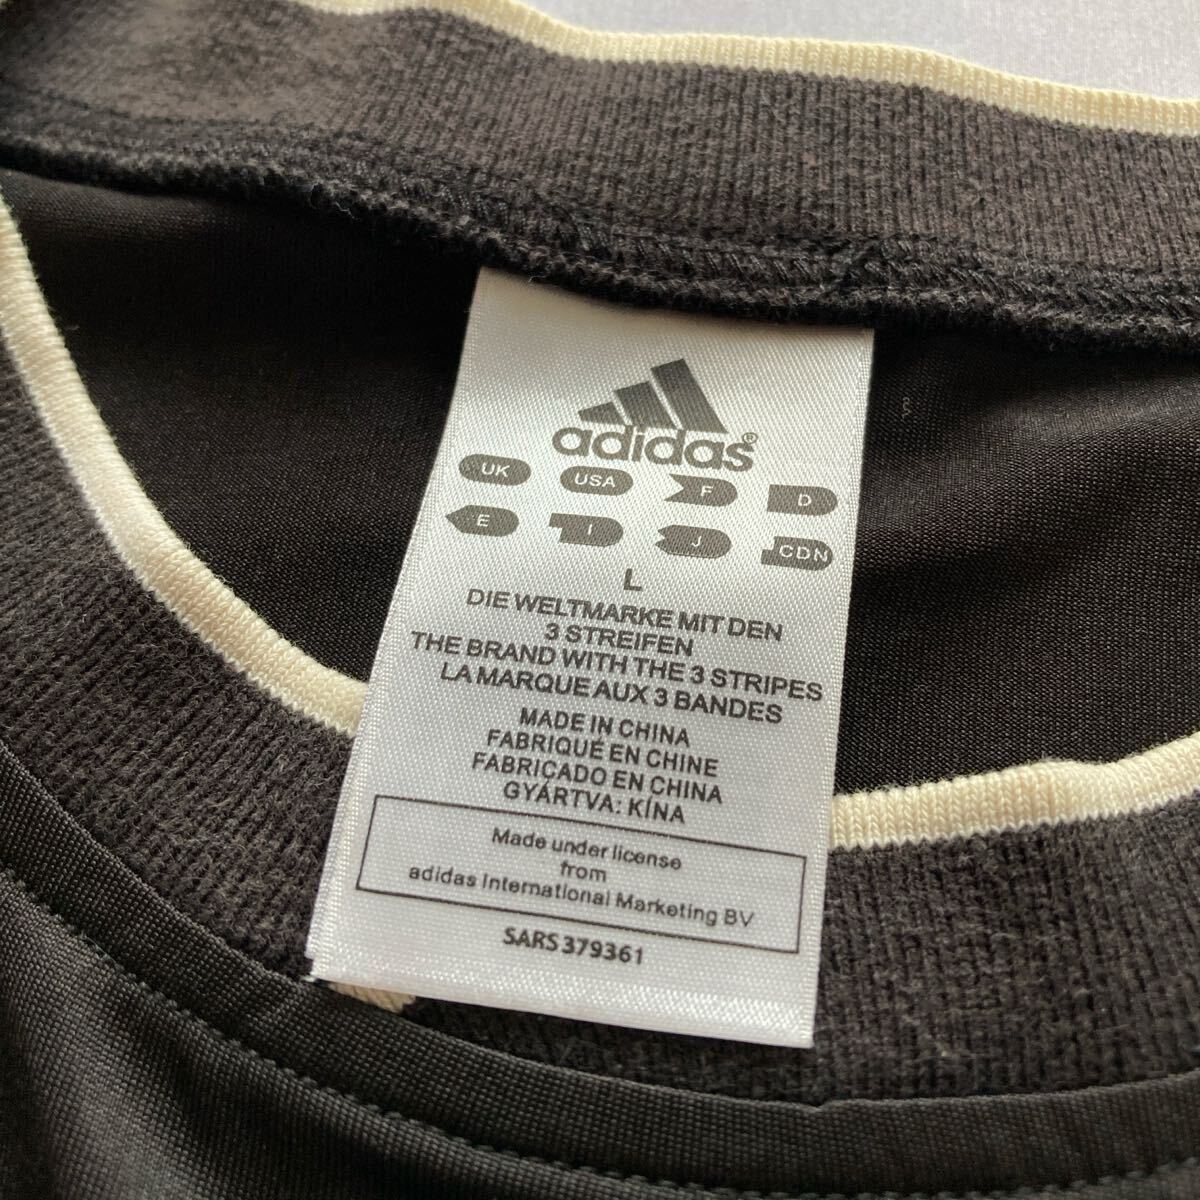 adidas®
UK USA F D
E I J CDN
L
DIE WELTMARKE MIT DEN
3 STREIFEN
THE BRAND WITH THE 3 STRIPES
LA MARQUE AUX 3 BANDES
MADE IN CHINA
FABRIQUÉ EN CHINE
FABRICADO EN CHINA
GYÁRTVA: KÍNA
Made under license
from
adidas International Marketing BV
SARS 379361